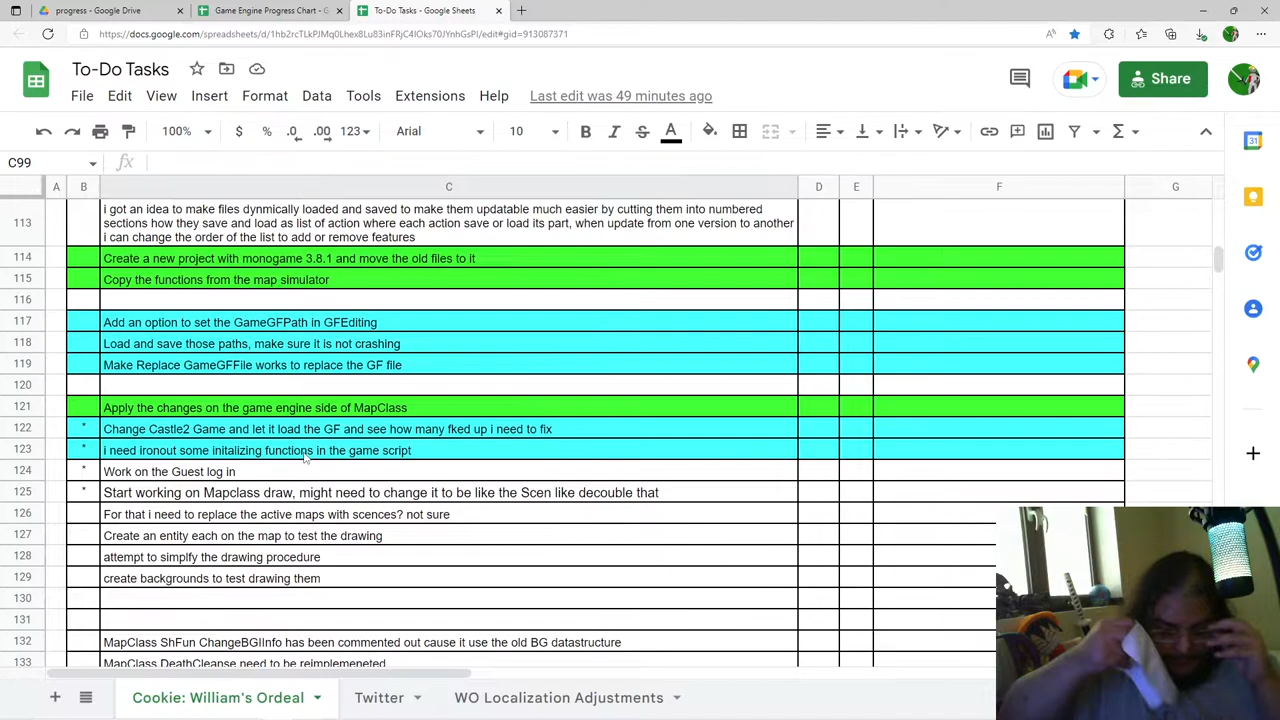 progress - Google Drive
Game Engine Progress Chart - G
To-Do Tasks - Google Sheets
https://docs.google.com/spreadsheets/d/1hb2rcTLkPJMq0Lhex8Lu83inFRjC4IOks70JYnhGsPI/edit#gid=913087371
To-Do Tasks
Share
File Edit View Insert Format Data Tools Extensions Help Last edit was 49 minutes ago
100% $ % .0 .00 123 Arial 10 B I S A
C99 fx
A B C D E F G
113 i got an idea to make files dynmically loaded and saved to make them updatable much easier by cutting them into numbered
sections how they save and load as list of action where each action save or load its part, when update from one version to another
i can change the order of the list to add or remove features
114 Create a new project with monogame 3.8.1 and move the old files to it
115 Copy the functions from the map simulator
116
117 Add an option to set the GameGFPath in GFEditing
118 Load and save those paths, make sure it is not crashing
119 Make Replace GameGFFile works to replace the GF file
120
121 Apply the changes on the game engine side of MapClass
122 * Change Castle2 Game and let it load the GF and see how many fked up i need to fix
123 * i need ironout some initalizing functions in the game script
124 * Work on the Guest log in
125 * Start working on Mapclass draw, might need to change it to be like the Scen like decouble that
126 For that i need to replace the active maps with scences? not sure
127 Create an entity each on the map to test the drawing
128 attempt to simplfy the drawing procedure
129 create backgrounds to test drawing them
130
131
132 MapClass ShFun ChangeBGIInfo has been commented out cause it use the old BG datastructure
133 MapClass DeathCleanse need to be reimplemeneted
Cookie: William's Ordeal
Twitter
WO Localization Adjustments